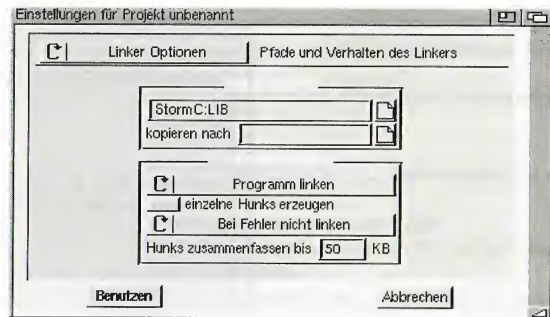 Einstellungen für Projekt unbenannt
Linker Optionen Pfade und Verhalten des Linkers
StormC:LIB
kopieren nach
Programm linken
einzelne Hunks erzeugen
Bei Fehler nicht linken
Hunks zusammenfassen bis 50 KB
Benutzen Abbrechen